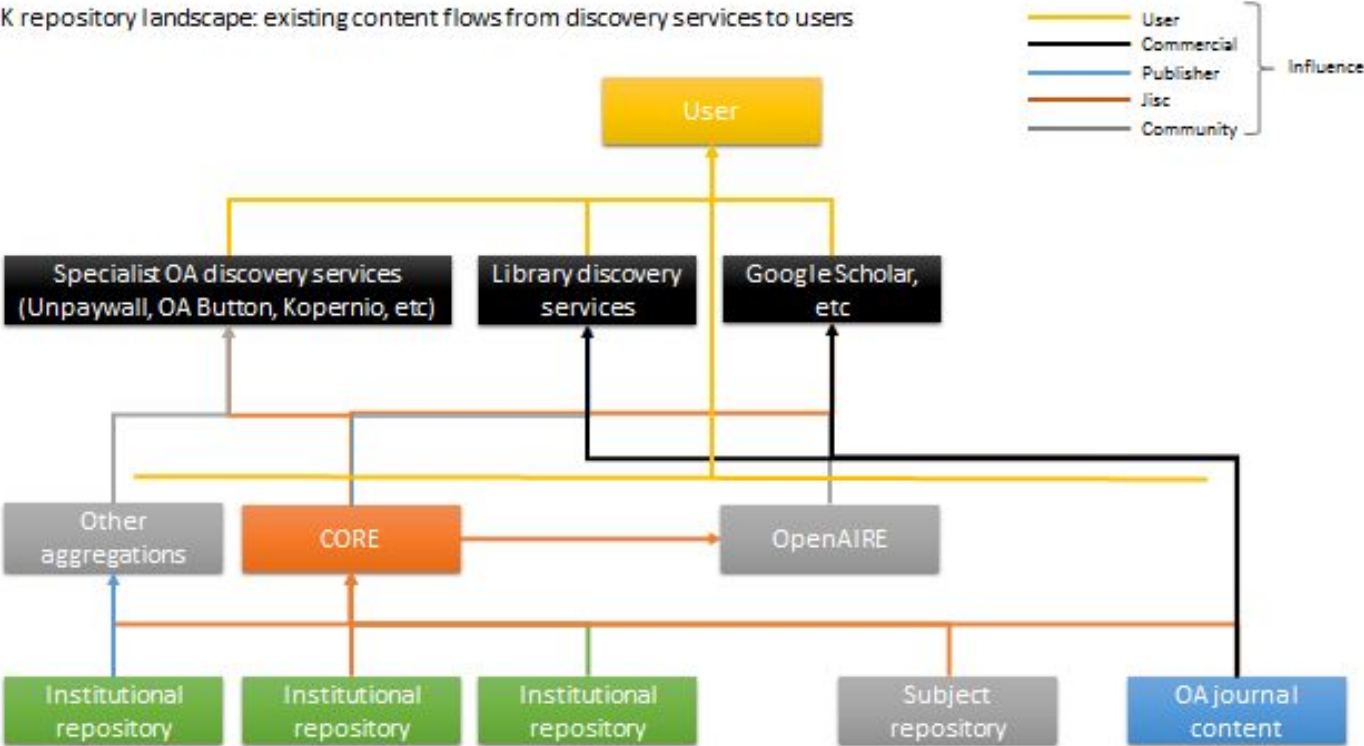 K repository landscape: existing content flows from discovery services to users
User
Commercial
Publisher
Jisc
Community
Influence
User
Specialist OA discovery services
(Unpaywall, OA Button, Kopernio, etc)
Library discovery
services
Google Scholar,
etc
Other
aggregations
CORE
OpenAIRE
Institutional
repository
Institutional
repository
Institutional
repository
Subject
repository
OA journal
content